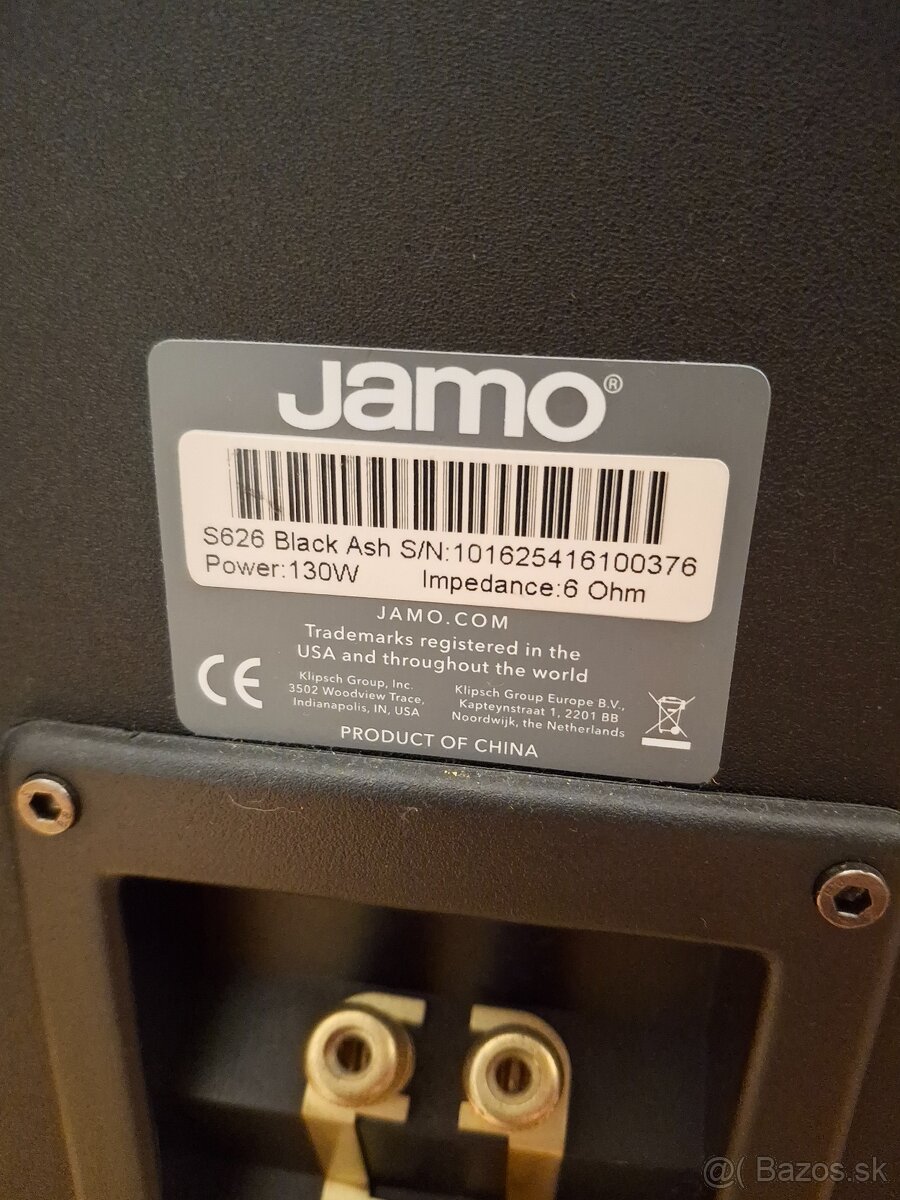 Jamo®
S626 Black Ash S/N:101625416100376
Power:130W Impedance:6 Ohm
JAMO.COM
Trademarks registered in the
USA and throughout the world
CE
Klipsch Group, Inc.
3502 Woodview Trace,
Indianapolis, IN, USA
Klipsch Group Europe B.V.,
Kapteynstraat 1, 2201 BB
Noordwijk, the Netherlands
PRODUCT OF CHINA
@( Bazos.sk